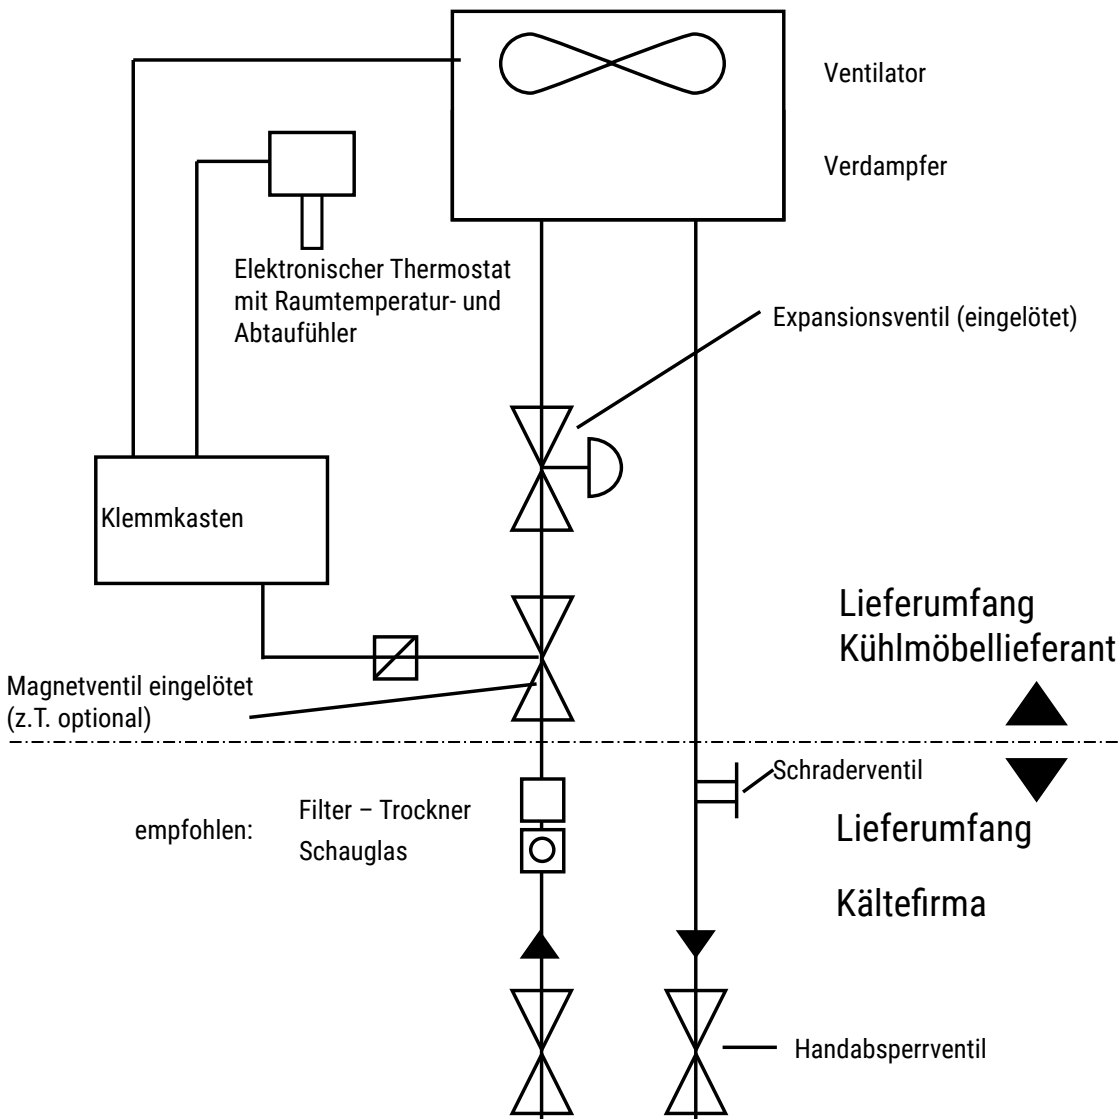 Ventilator
Verdampfer
Elektronischer Thermostat
mit Raumtemperatur- und
Abtaufühler
Expansionsventil (eingelötet)
Klemmkasten
Lieferumfang
Kühlmöbellieferant
Magnetventil eingelötet
(z.T. optional)
Schraderventil
empfohlen:
Filter – Trockner
Schauglas
Lieferumfang
Kältefirma
Handabsperrventil